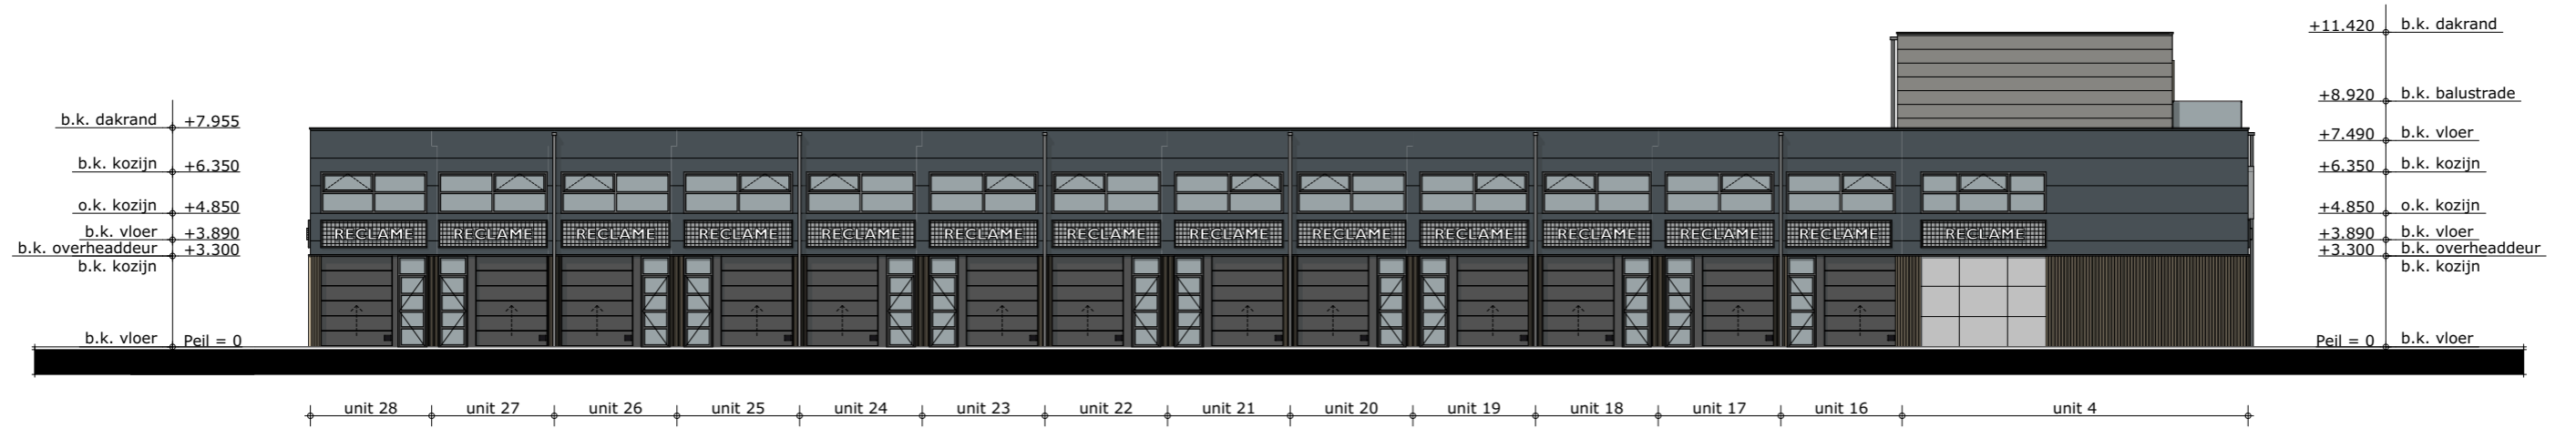 b.k. dakrand +7.955
b.k. kozijn +6.350
o.k. kozijn +4.850
b.k. vloer +3.890
b.k. overheaddeur +3.300
b.k. kozijn
b.k. vloer Peil = 0
RECLAME RECLAME RECLAME RECLAME RECLAME RECLAME RECLAME RECLAME RECLAME RECLAME RECLAME RECLAME RECLAME RECLAME
+11.420 b.k. dakrand
+8.920 b.k. balustrade
+7.490 b.k. vloer
+6.350 b.k. kozijn
+4.850 o.k. kozijn
+3.890 b.k. vloer
+3.300 b.k. overheaddeur
b.k. kozijn
Peil = 0 b.k. vloer
unit 28 unit 27 unit 26 unit 25 unit 24 unit 23 unit 22 unit 21 unit 20 unit 19 unit 18 unit 17 unit 16 unit 4